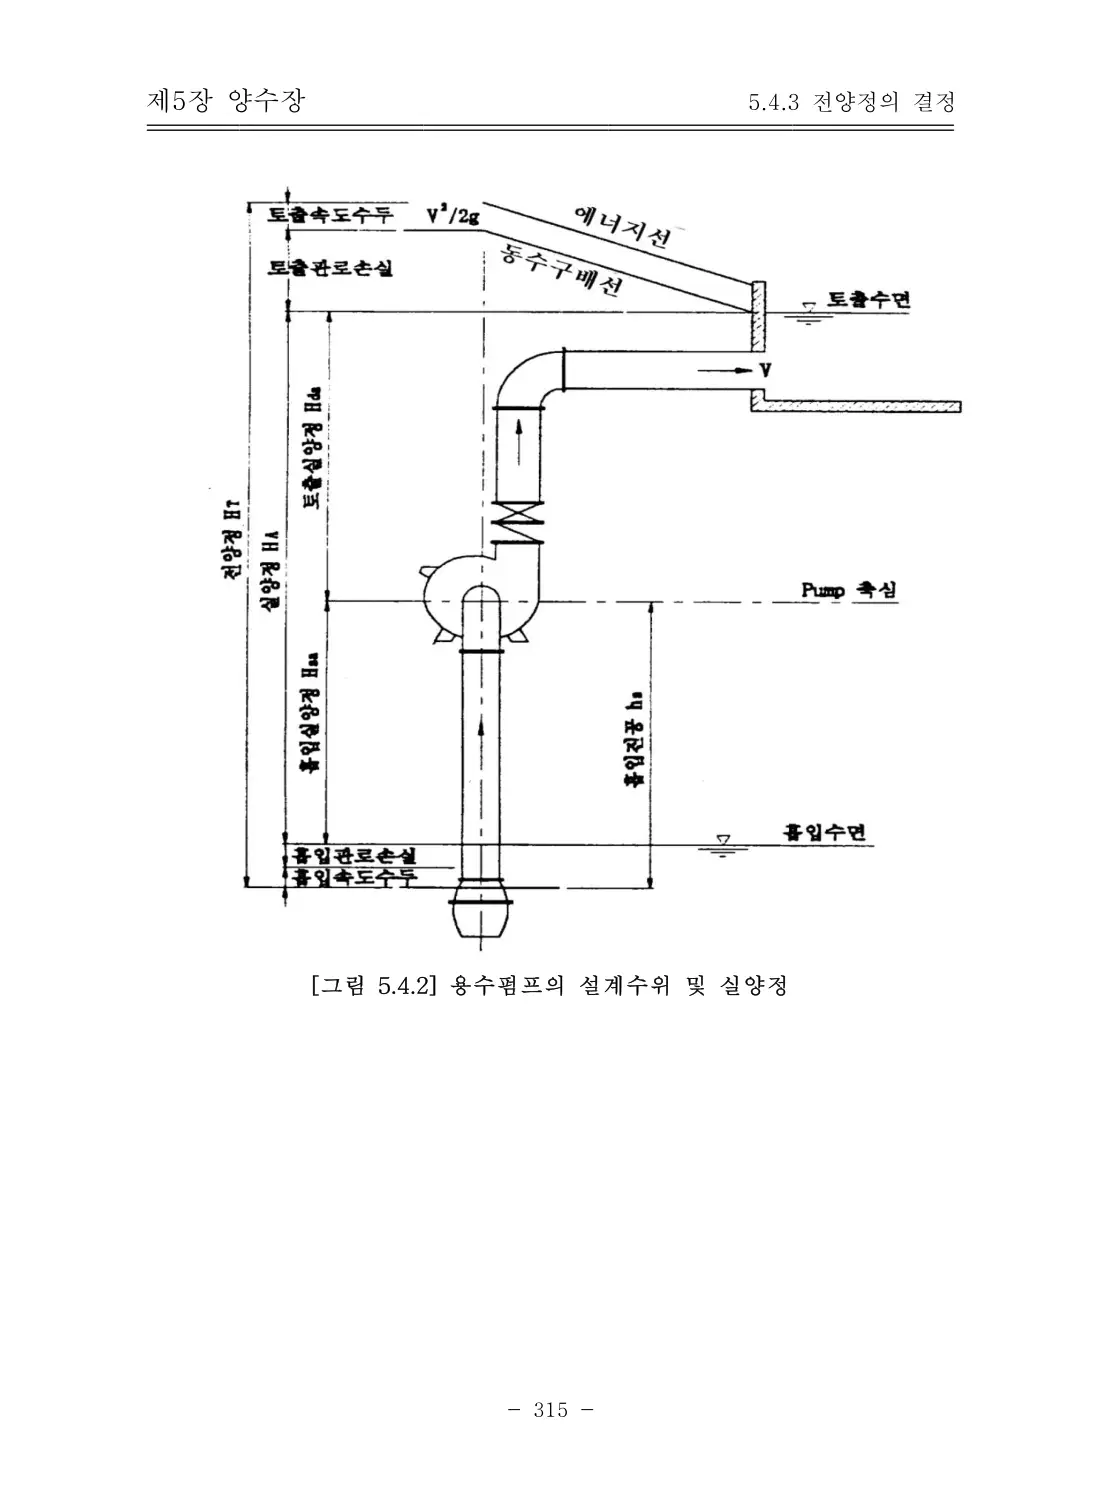 제5장 양수장
5.4.3 전양정의 결정
토출속도수두
V²/2g
에너지선
동수구배선
토출관로손실
토출수면
V
토출실양정 Hda
전양정 HT
실양정 HA
Pump 축심
흡입실양정 Hsa
흡입진공 hs
흡입수면
흡입관로손실
흡입속도수두
[그림 5.4.2] 용수펌프의 설계수위 및 실양정
- 315 -